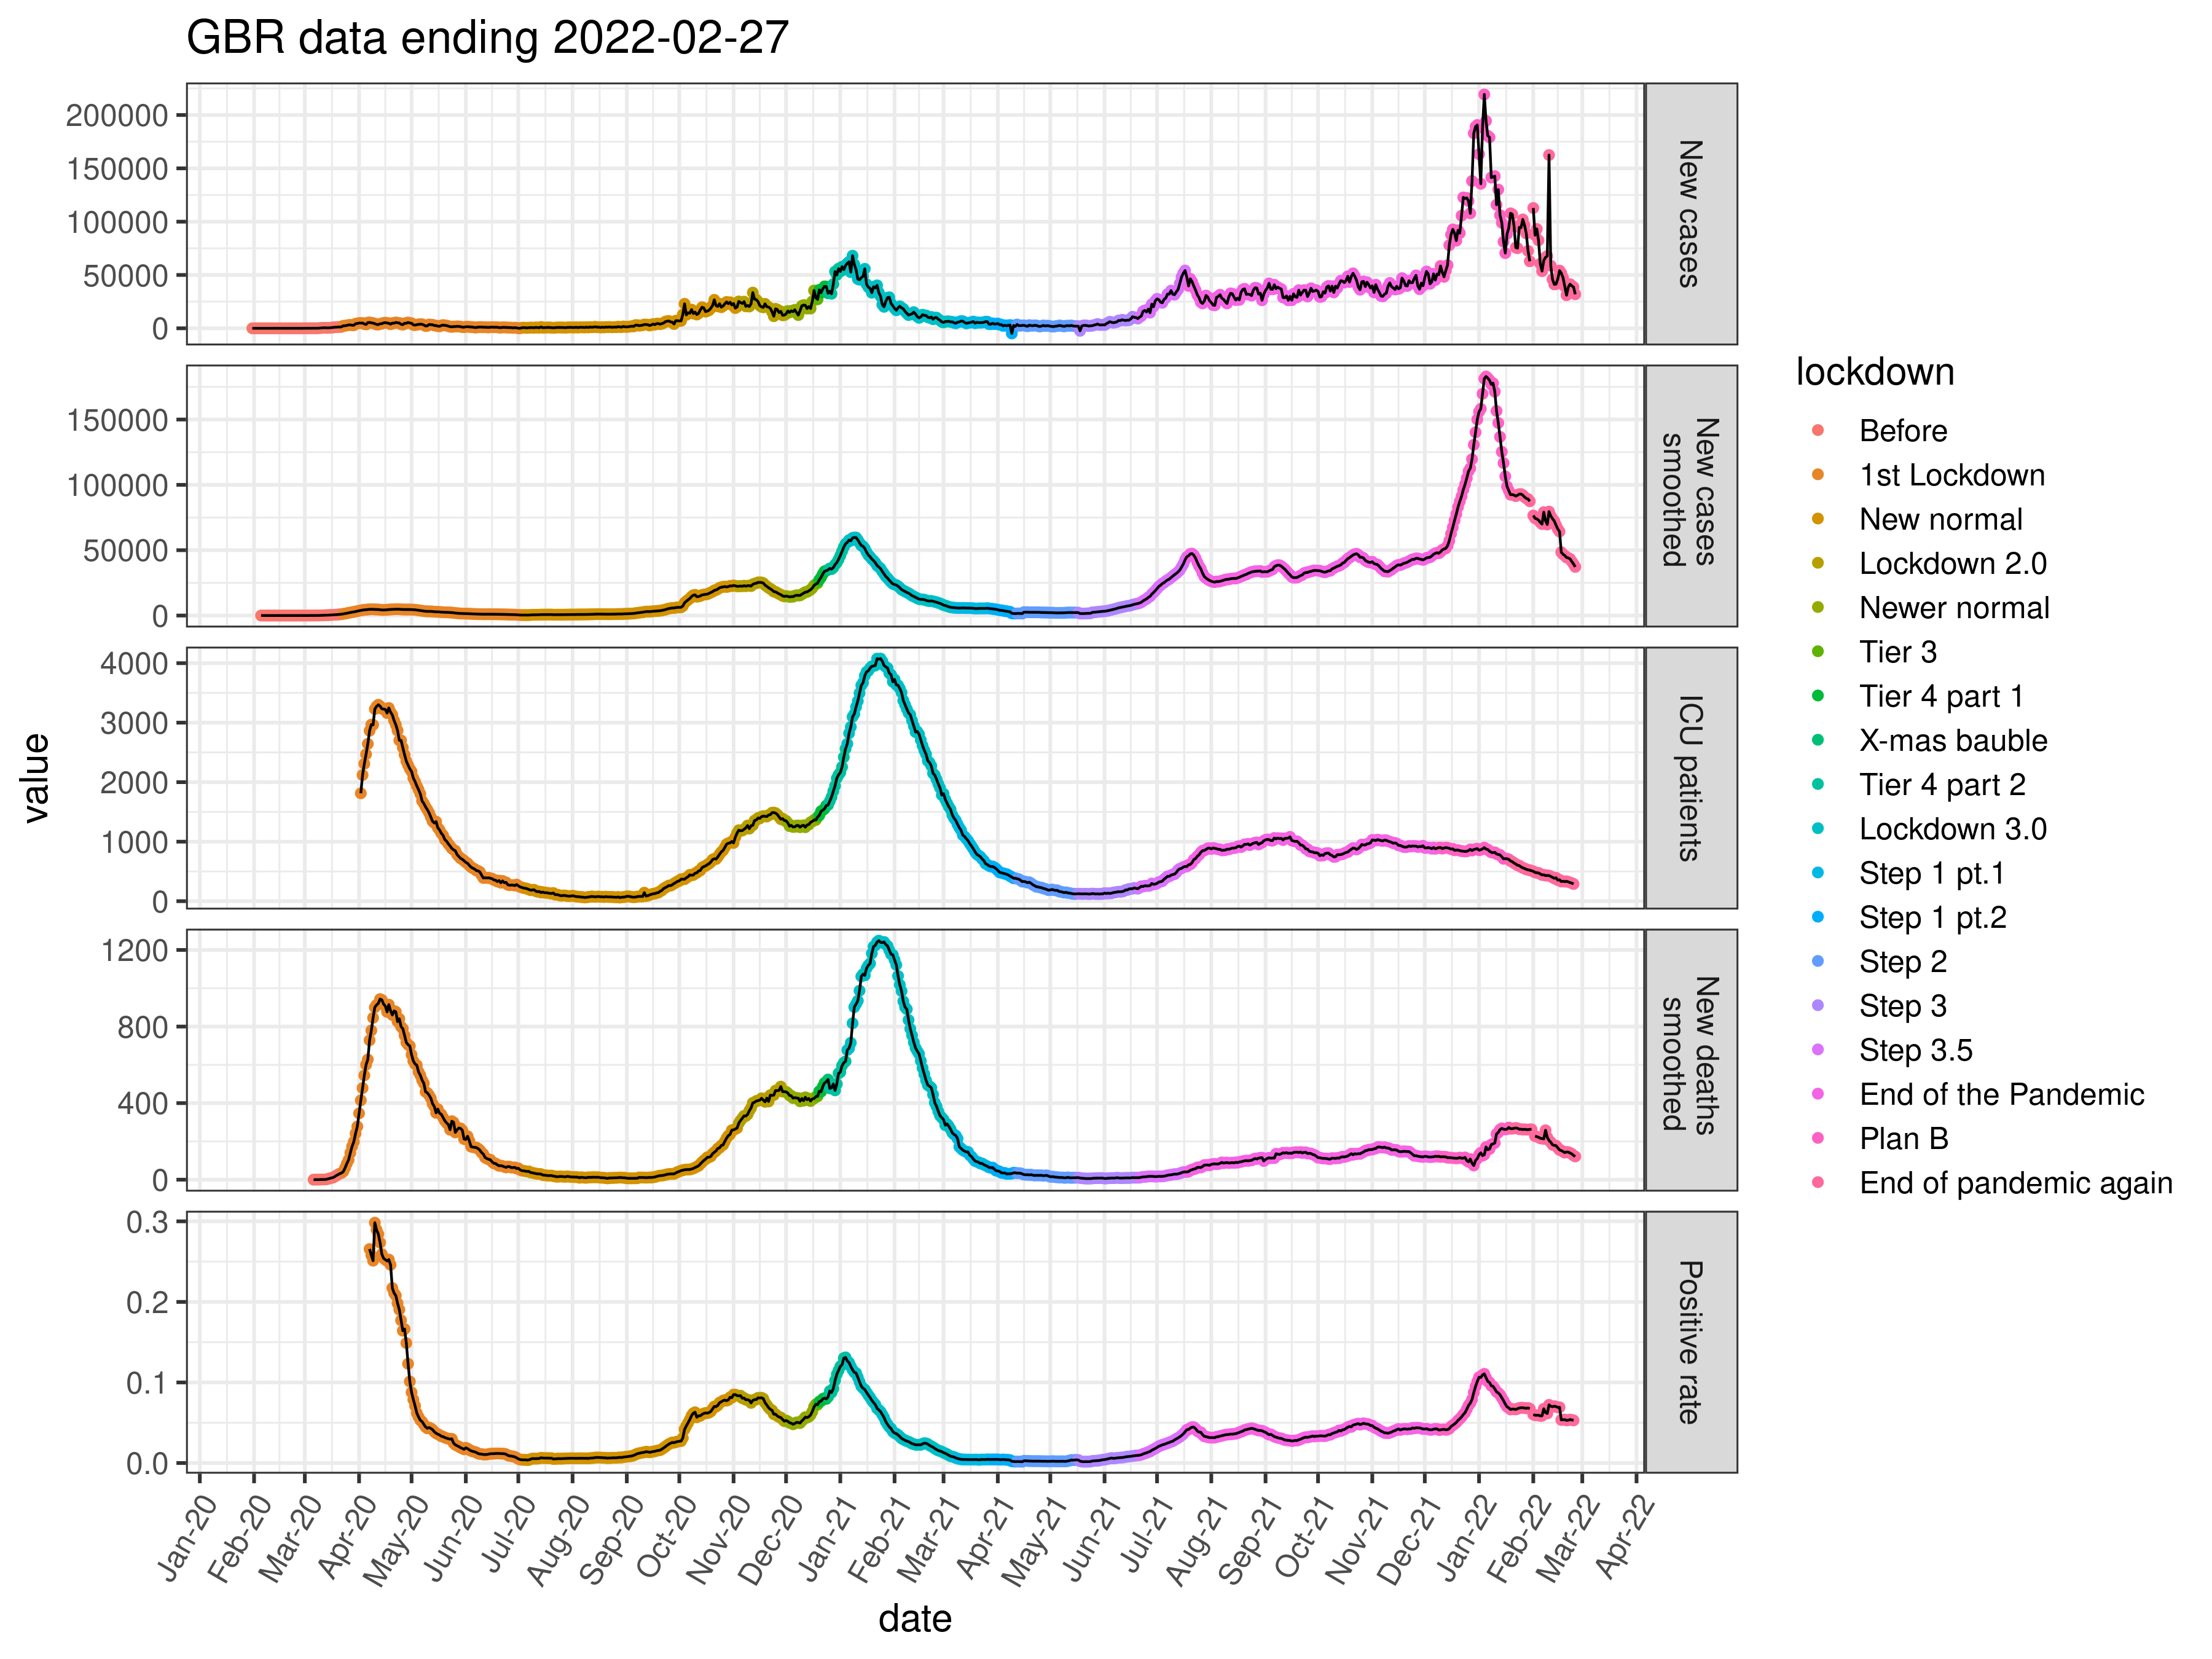 GBR data ending 2022-02-27
value
200000
150000
100000
50000
0
New cases
150000
100000
50000
0
New cases
smoothed
4000
3000
2000
1000
0
ICU patients
1200
800
400
0
New deaths
smoothed
0.3
0.2
0.1
0.0
Positive rate
Jan-20
Feb-20
Mar-20
Apr-20
May-20
Jun-20
Jul-20
Aug-20
Sep-20
Oct-20
Nov-20
Dec-20
Jan-21
Feb-21
Mar-21
Apr-21
May-21
Jun-21
Jul-21
Aug-21
Sep-21
Oct-21
Nov-21
Dec-21
Jan-22
Feb-22
Mar-22
Apr-22
date
lockdown
Before
1st Lockdown
New normal
Lockdown 2.0
Newer normal
Tier 3
Tier 4 part 1
X-mas bauble
Tier 4 part 2
Lockdown 3.0
Step 1 pt.1
Step 1 pt.2
Step 2
Step 3
Step 3.5
End of the Pandemic
Plan B
End of pandemic again